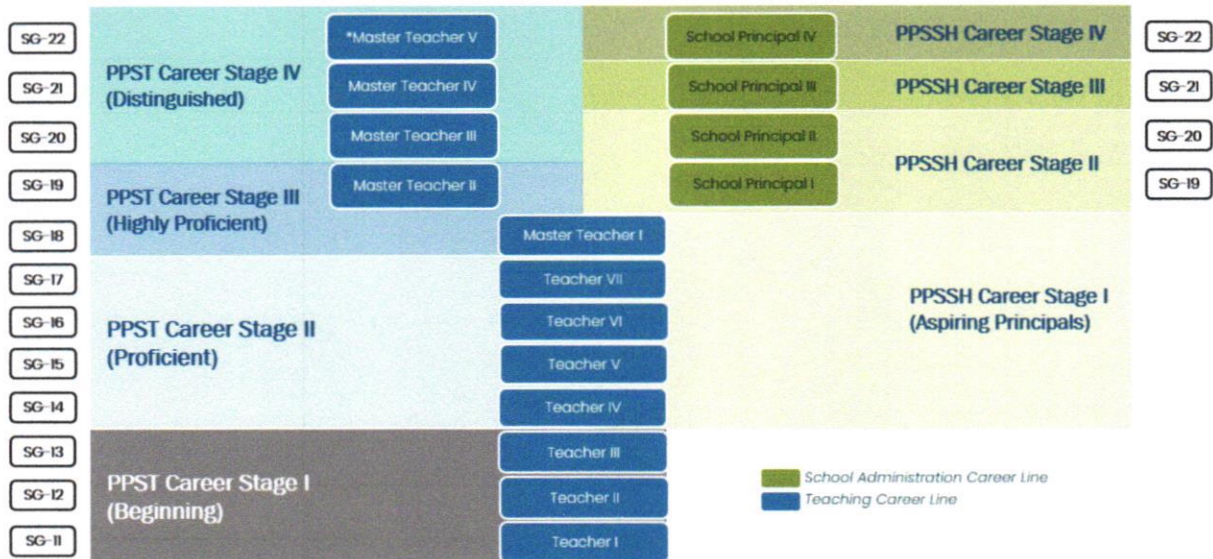 SG-22
*Master Teacher V
School Principal IV
PPSSH Career Stage IV
SG-22
PPST Career Stage IV
(Distinguished)
SG-21
Master Teacher IV
School Principal III
PPSSH Career Stage III
SG-21
SG-20
Master Teacher III
School Principal II
PPSSH Career Stage II
SG-20
SG-19
Master Teacher II
School Principal I
SG-19
PPST Career Stage III
(Highly Proficient)
SG-18
Master Teacher I
SG-17
Teacher VII
PPSSH Career Stage I
(Aspiring Principals)
SG-16
Teacher VI
PPST Career Stage II
(Proficient)
SG-15
Teacher V
SG-14
Teacher IV
SG-13
Teacher III
PPST Career Stage I
(Beginning)
SG-12
Teacher II
SG-11
Teacher I
School Administration Career Line
Teaching Career Line